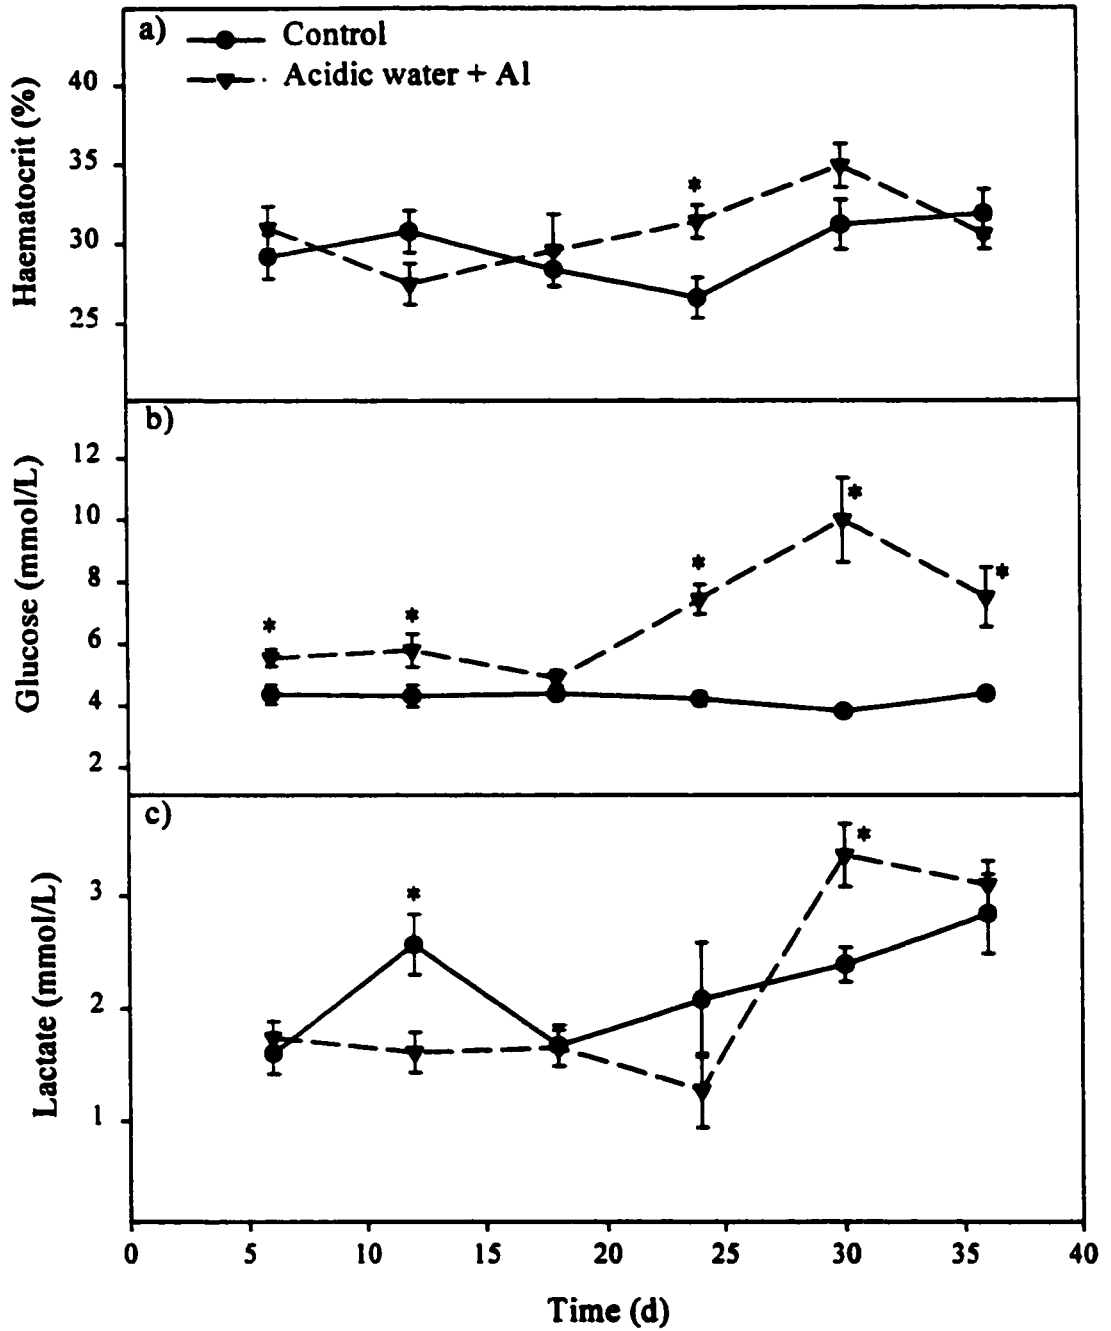 a)
Control
Acidic water + Al
Haematocrit (%)
40
35
30
25
*
b)
Glucose (mmol/L)
12
10
8
6
4
2
*
*
*
*
*
c)
Lactate (mmol/L)
3
2
1
*
*
0 5 10 15 20 25 30 35 40
Time (d)